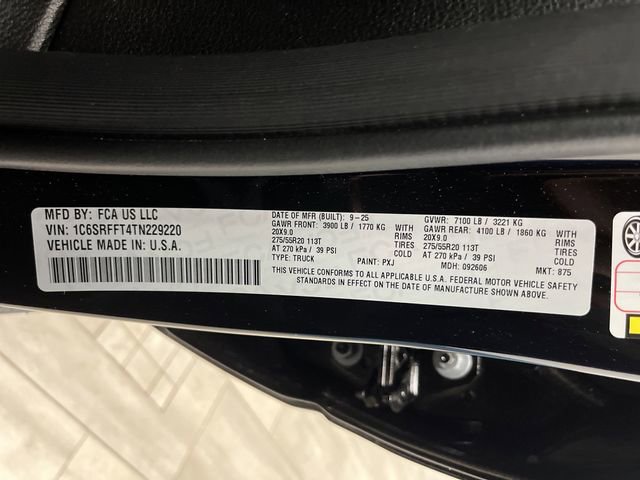 MFD BY: FCA US LLC
VIN: 1C6SRFFT4TN229220
VEHICLE MADE IN U.S.A.
DATE OF MFR (BUILT): 9-25 GVWR: 7100 LB / 3221 KG
GAWR FRONT: 3900 LB / 1770 KG WITH GAWR REAR: 4100 LB / 1860 KG WITH
20X9.0 TIRES 20X9.0 TIRES
275/55R20 113T 275/55R20 113T
AT 270 kPa / 39 PSI COLD AT 270 kPa / 39 PSI COLD
TYPE: TRUCK PAINT: PXJ MDH: 092606 MKT: 875
THIS VEHICLE CONFORMS TO ALL APPLICABLE U.S.A. FEDERAL MOTOR VEHICLE SAFETY
STANDARDS IN EFFECT ON THE DATE OF MANUFACTURE SHOWN ABOVE.